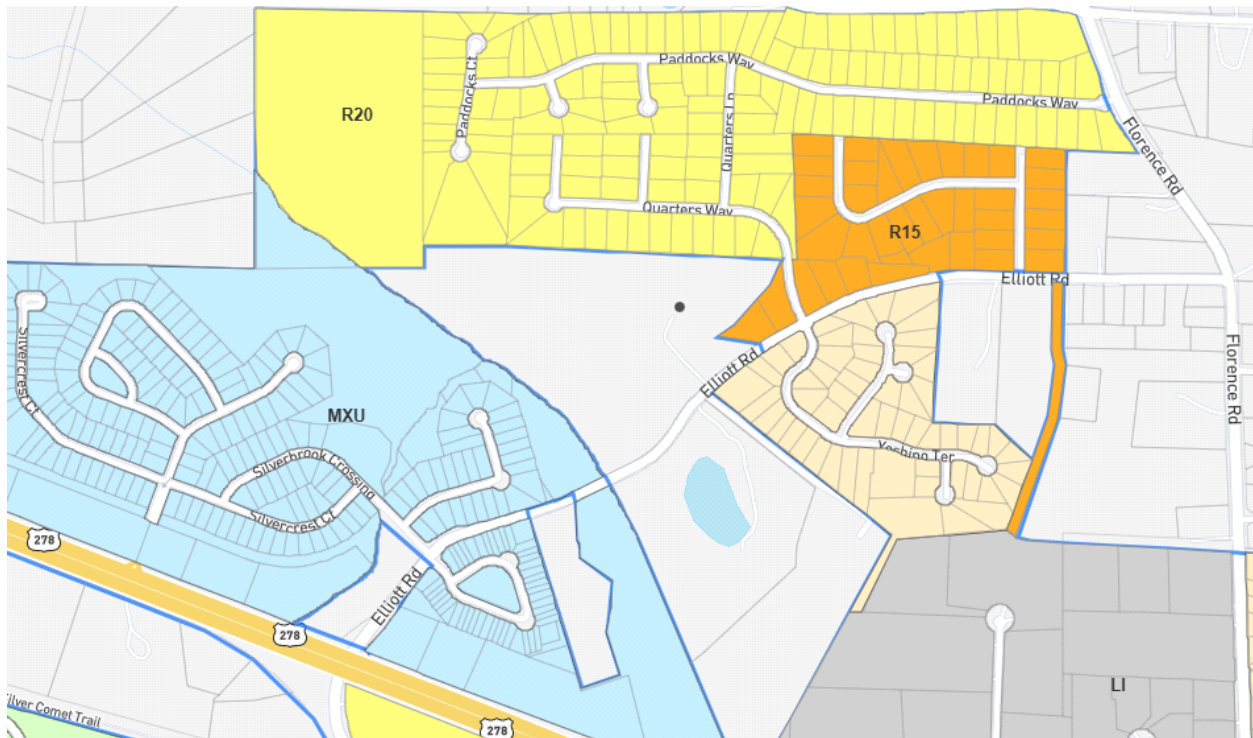 Paddocks Way
Paddocks Ct
R20
Paddocks Way
Quarters Ln
Florence Rd
Quarters Way
R15
Elliott Rd
Silvercrest Ct
Elliott Rd
Florence Rd
MXU
Yoshino Ter
Silverbrook Crossing
Silvercrest Ct
278
Elliott Rd
278
LI
Silver Comet Trail
278